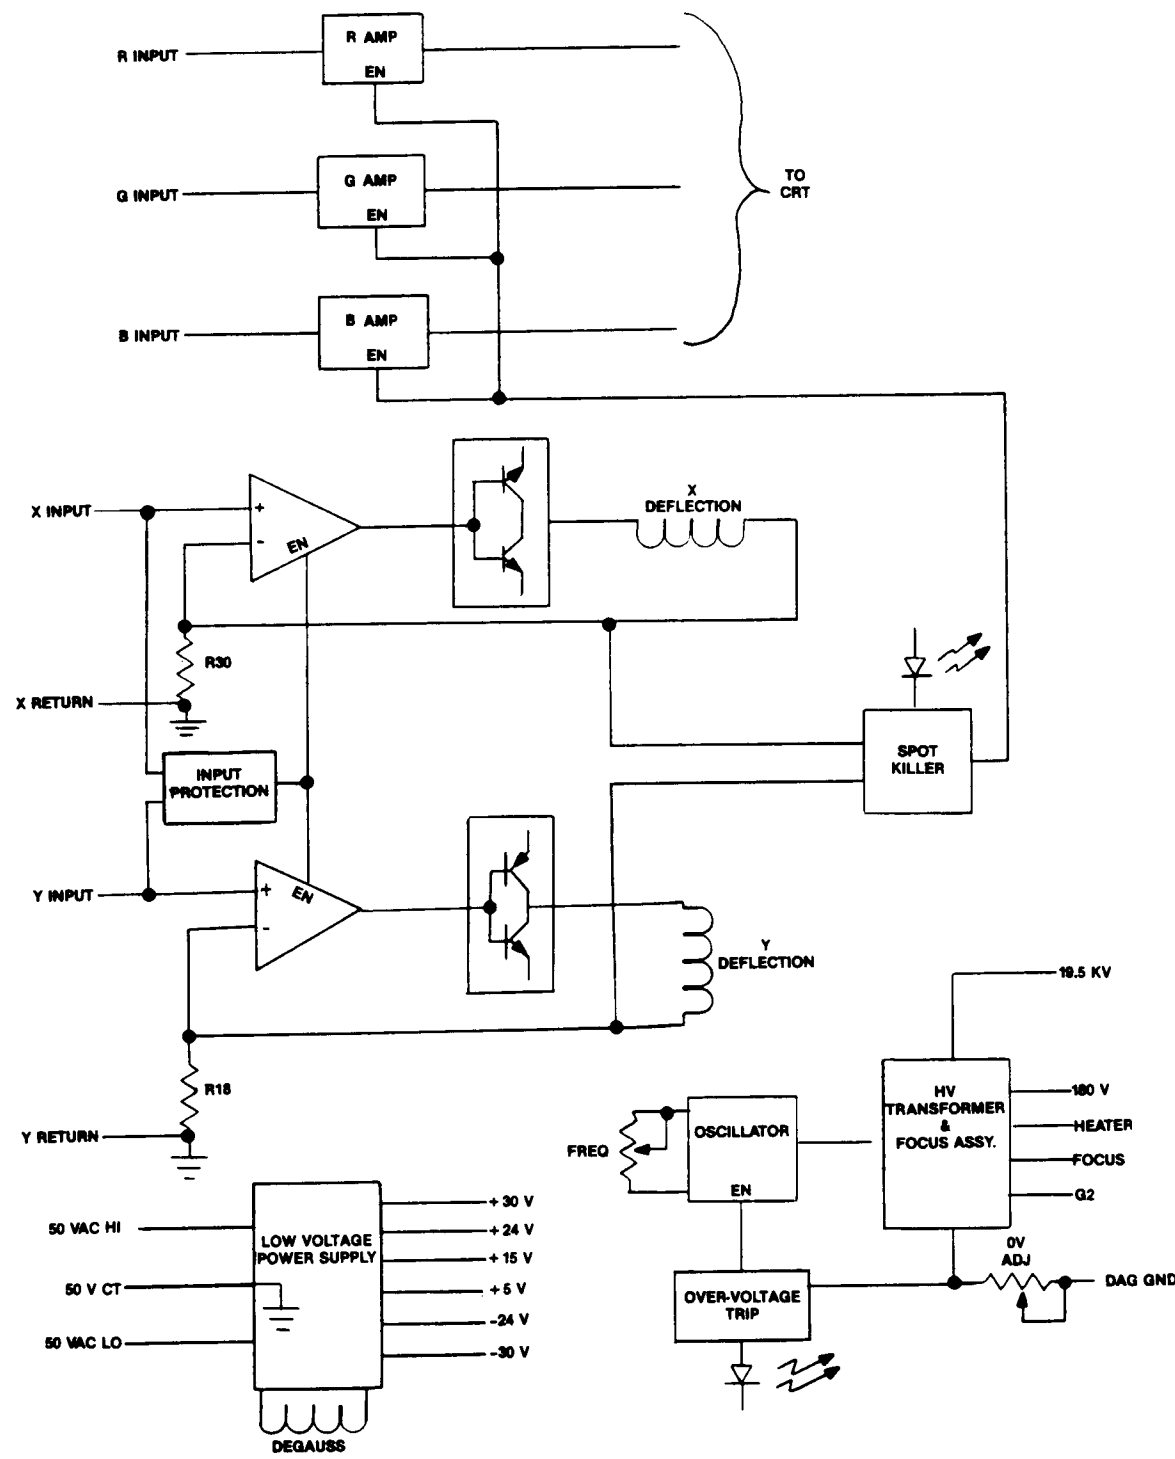 R INPUT
R AMP
EN
G INPUT
G AMP
EN
TO
CRT
B INPUT
B AMP
EN
X INPUT
+
-
EN
X
DEFLECTION
R30
X RETURN
INPUT
PROTECTION
SPOT
KILLER
Y INPUT
+
-
EN
Y
DEFLECTION
R18
Y RETURN
19.5 KV
HV
TRANSFORMER
&
FOCUS ASSY.
180 V
HEATER
FOCUS
G2
FREQ
OSCILLATOR
EN
0V
ADJ
DAG GND
OVER-VOLTAGE
TRIP
50 VAC HI
50 V CT
50 VAC LO
LOW VOLTAGE
POWER SUPPLY
+ 30 V
+ 24 V
+ 15 V
+ 5 V
-24 V
-30 V
DEGAUSS